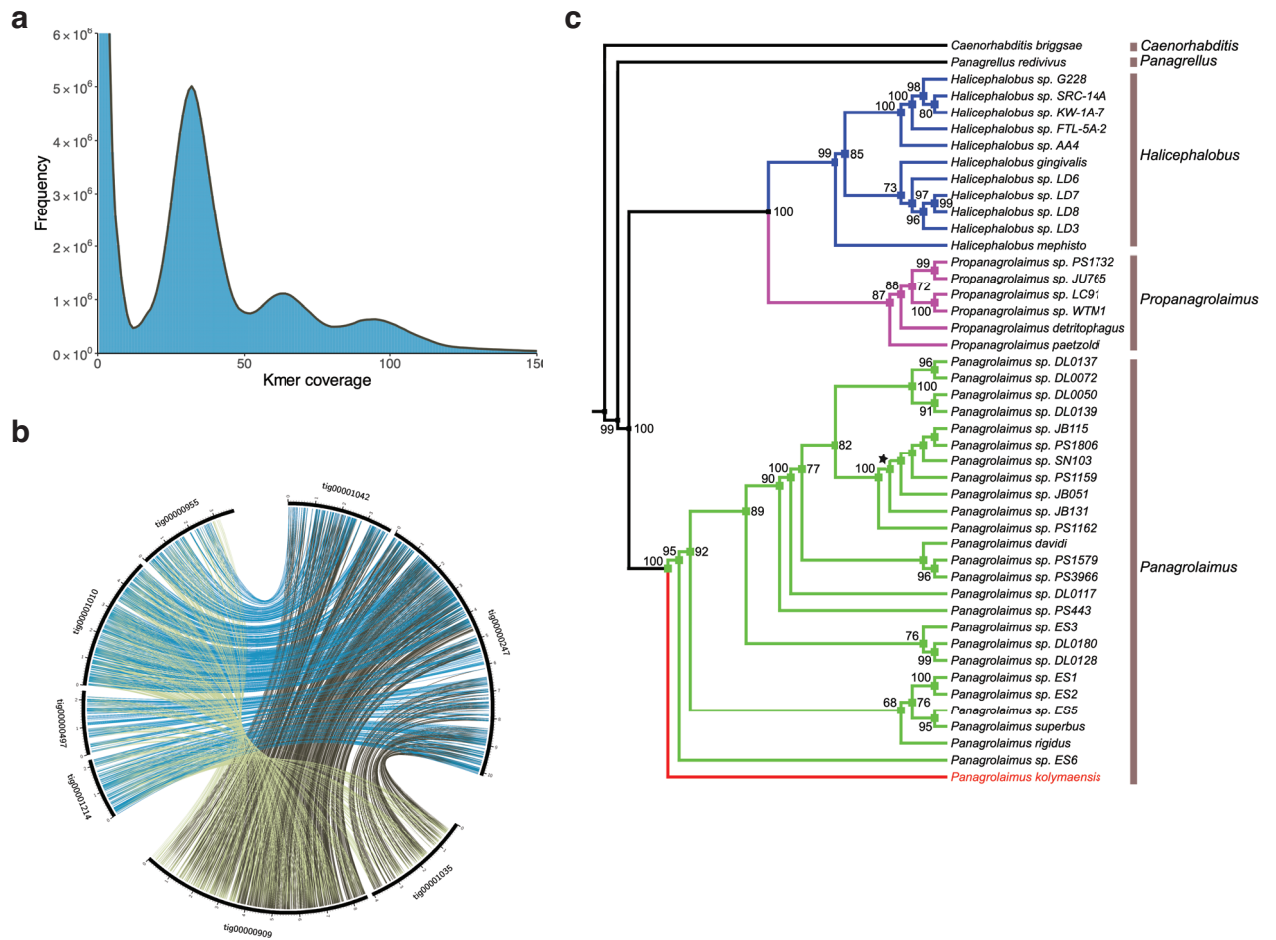 a
6 × 10⁶
5 × 10⁶
4 × 10⁶
3 × 10⁶
2 × 10⁶
1 × 10⁶
0 × 10⁰
Frequency
0
50
100
Kmer coverage
b
tig00001042
tig00000247
tig00001035
tig00000909
tig00001214
tig00000497
tig00001010
tig00000955
c
Caenorhabditis briggsae
Panagrellus redivivus
Halicephalobus sp. G228
Halicephalobus sp. SRC-14A
Halicephalobus sp. KW-1A-7
Halicephalobus sp. FTL-5A-2
Halicephalobus sp. AA4
Halicephalobus gingivalis
Halicephalobus sp. LD6
Halicephalobus sp. LD7
Halicephalobus sp. LD8
Halicephalobus sp. LD3
Halicephalobus mephisto
Propanagrolaimus sp. PS1732
Propanagrolaimus sp. JU765
Propanagrolaimus sp. LC91
Propanagrolaimus sp. WTM1
Propanagrolaimus detritophagus
Propanagrolaimus paetzoldi
Panagrolaimus sp. DL0137
Panagrolaimus sp. DL0072
Panagrolaimus sp. DL0050
Panagrolaimus sp. DL0139
Panagrolaimus sp. JB115
Panagrolaimus sp. PS1806
Panagrolaimus sp. SN103
Panagrolaimus sp. PS1159
Panagrolaimus sp. JB051
Panagrolaimus sp. JB131
Panagrolaimus sp. PS1162
Panagrolaimus davidi
Panagrolaimus sp. PS1579
Panagrolaimus sp. PS3966
Panagrolaimus sp. DL0117
Panagrolaimus sp. PS443
Panagrolaimus sp. ES3
Panagrolaimus sp. DL0180
Panagrolaimus sp. DL0128
Panagrolaimus sp. ES1
Panagrolaimus sp. ES2
Panagrolaimus sp. ES5
Panagrolaimus superbus
Panagrolaimus rigidus
Panagrolaimus sp. ES6
Panagrolaimus kolymaensis
Caenorhabditis
Panagrellus
Halicephalobus
Propanagrolaimus
Panagrolaimus
98
100
100
80
99
85
73
97
99
96
100
99
88
72
87
100
96
100
91
82
100
77
100
90
89
96
99
100
95
92
100
76
99
100
68
76
95